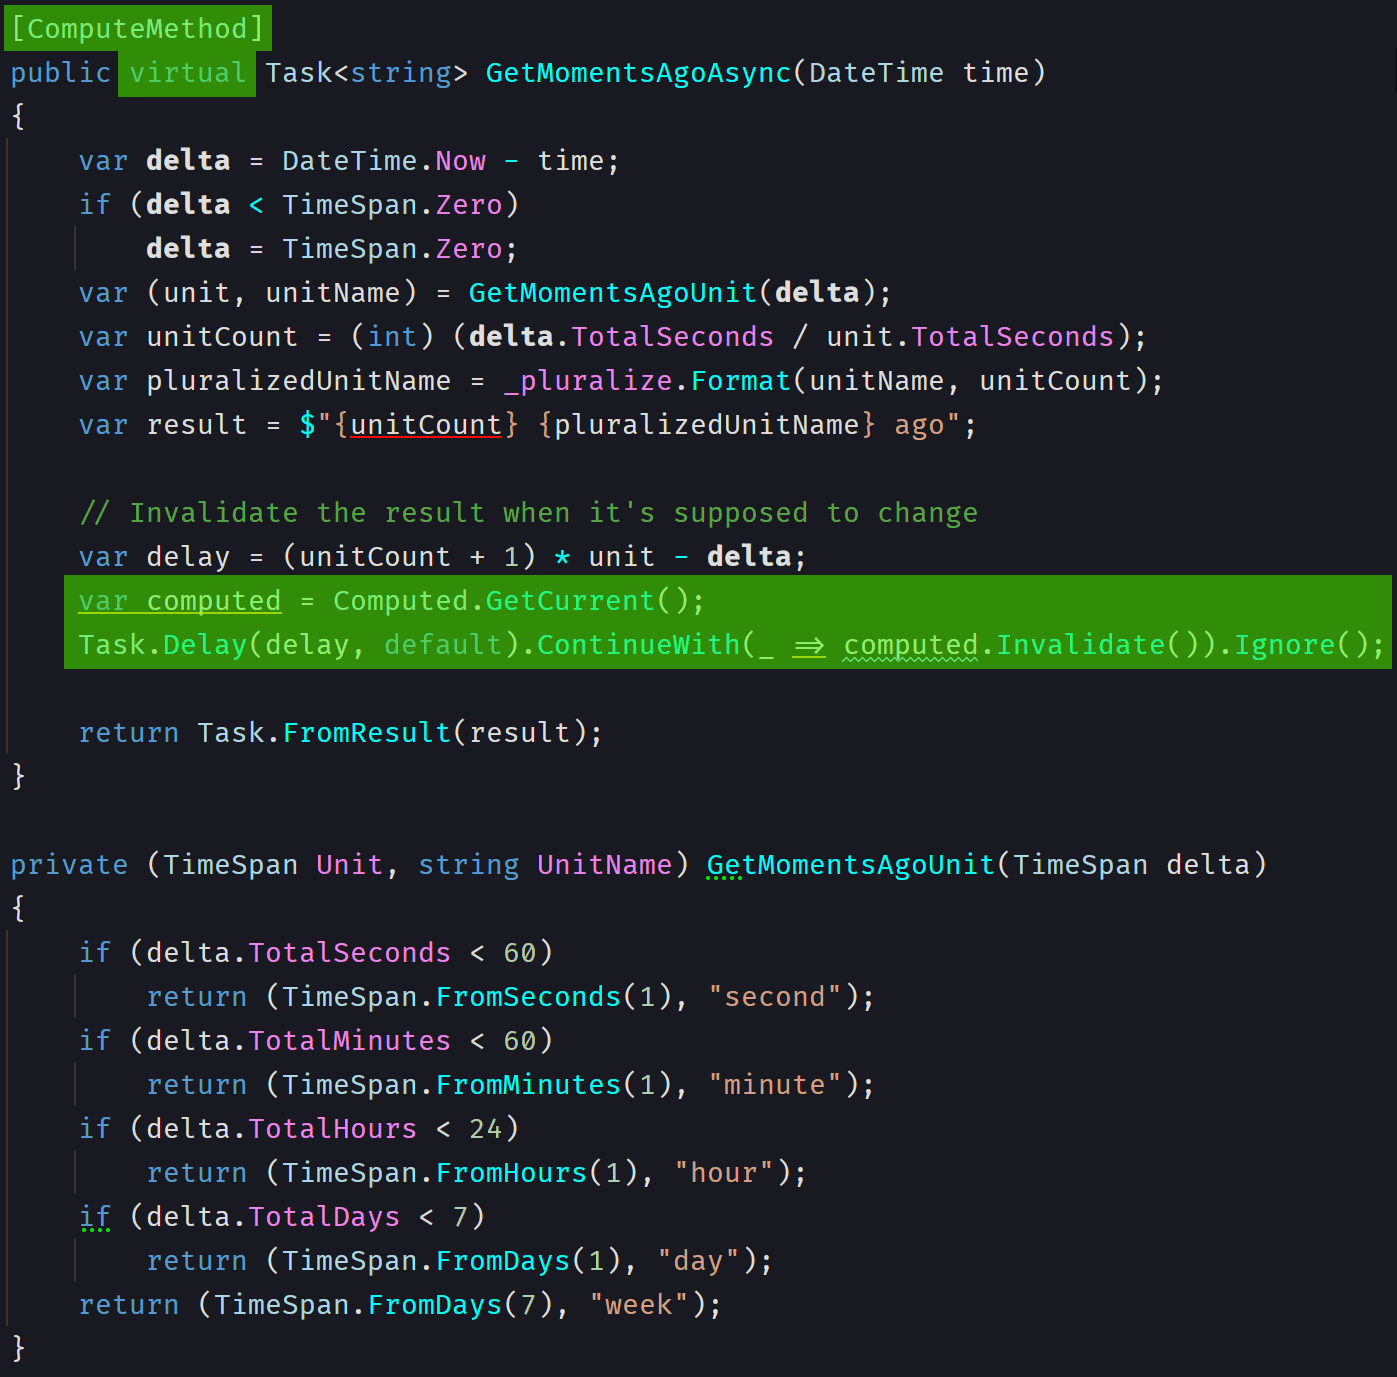 [ComputeMethod]
public virtual Task<string> GetMomentsAgoAsync(DateTime time)
{
    var delta = DateTime.Now - time;
    if (delta < TimeSpan.Zero)
        delta = TimeSpan.Zero;
    var (unit, unitName) = GetMomentsAgoUnit(delta);
    var unitCount = (int) (delta.TotalSeconds / unit.TotalSeconds);
    var pluralizedUnitName = _pluralize.Format(unitName, unitCount);
    var result = $"{unitCount} {pluralizedUnitName} ago";

    // Invalidate the result when it's supposed to change
    var delay = (unitCount + 1) * unit - delta;
    var computed = Computed.GetCurrent();
    Task.Delay(delay, default).ContinueWith(_ => computed.Invalidate()).Ignore();

    return Task.FromResult(result);
}

private (TimeSpan Unit, string UnitName) GetMomentsAgoUnit(TimeSpan delta)
{
    if (delta.TotalSeconds < 60)
        return (TimeSpan.FromSeconds(1), "second");
    if (delta.TotalMinutes < 60)
        return (TimeSpan.FromMinutes(1), "minute");
    if (delta.TotalHours < 24)
        return (TimeSpan.FromHours(1), "hour");
    if (delta.TotalDays < 7)
        return (TimeSpan.FromDays(1), "day");
    return (TimeSpan.FromDays(7), "week");
}